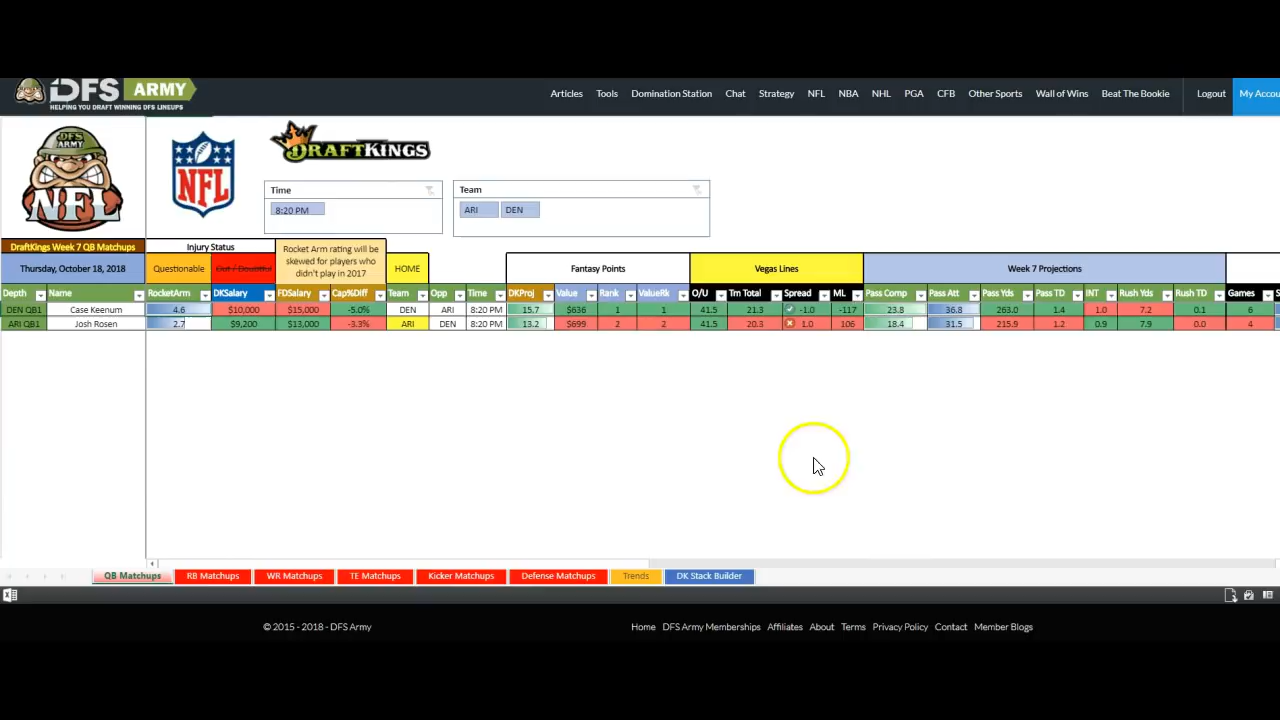 DFS ARMY
HELPING YOU DRAFT WINNING DFS LINEUPS
Articles Tools Domination Station Chat Strategy NFL NBA NHL PGA CFB Other Sports Wall of Wins Beat The Bookie Logout My Accou
DFS
ARMY
NFL
NFL
DRAFTKINGS
Time
8:20 PM
Team
ARI DEN
DraftKings Week 7 QB Matchups Injury Status
Rocket Arm rating will be
skewed for players who
didn't play in 2017
Thursday, October 18, 2018 Questionable Out / Doubtful HOME Fantasy Points Vegas Lines Week 7 Projections
Depth Name RocketArm DKSalary FDSalary Cap%Diff Team Opp Time DKProj Value Rank ValueRk O/U Tm Total Spread ML Pass Comp Pass Att Pass Yds Pass TD INT Rush Yds Rush TD Games S
DEN QB1 Case Keenum 4.6 $10,000 $15,000 -5.0% DEN ARI 8:20 PM 15.7 $636 1 1 41.5 21.3 -1.0 -117 23.8 36.8 263.0 1.4 1.0 7.2 0.1 6
ARI QB1 Josh Rosen 2.7 $9,200 $13,000 -3.3% ARI DEN 8:20 PM 13.2 $699 2 2 41.5 20.3 1.0 106 18.4 31.5 215.9 1.2 0.9 7.9 0.0 4
QB Matchups RB Matchups WR Matchups TE Matchups Kicker Matchups Defense Matchups Trends DK Stack Builder
© 2015 - 2018 - DFS Army Home DFS Army Memberships Affiliates About Terms Privacy Policy Contact Member Blogs